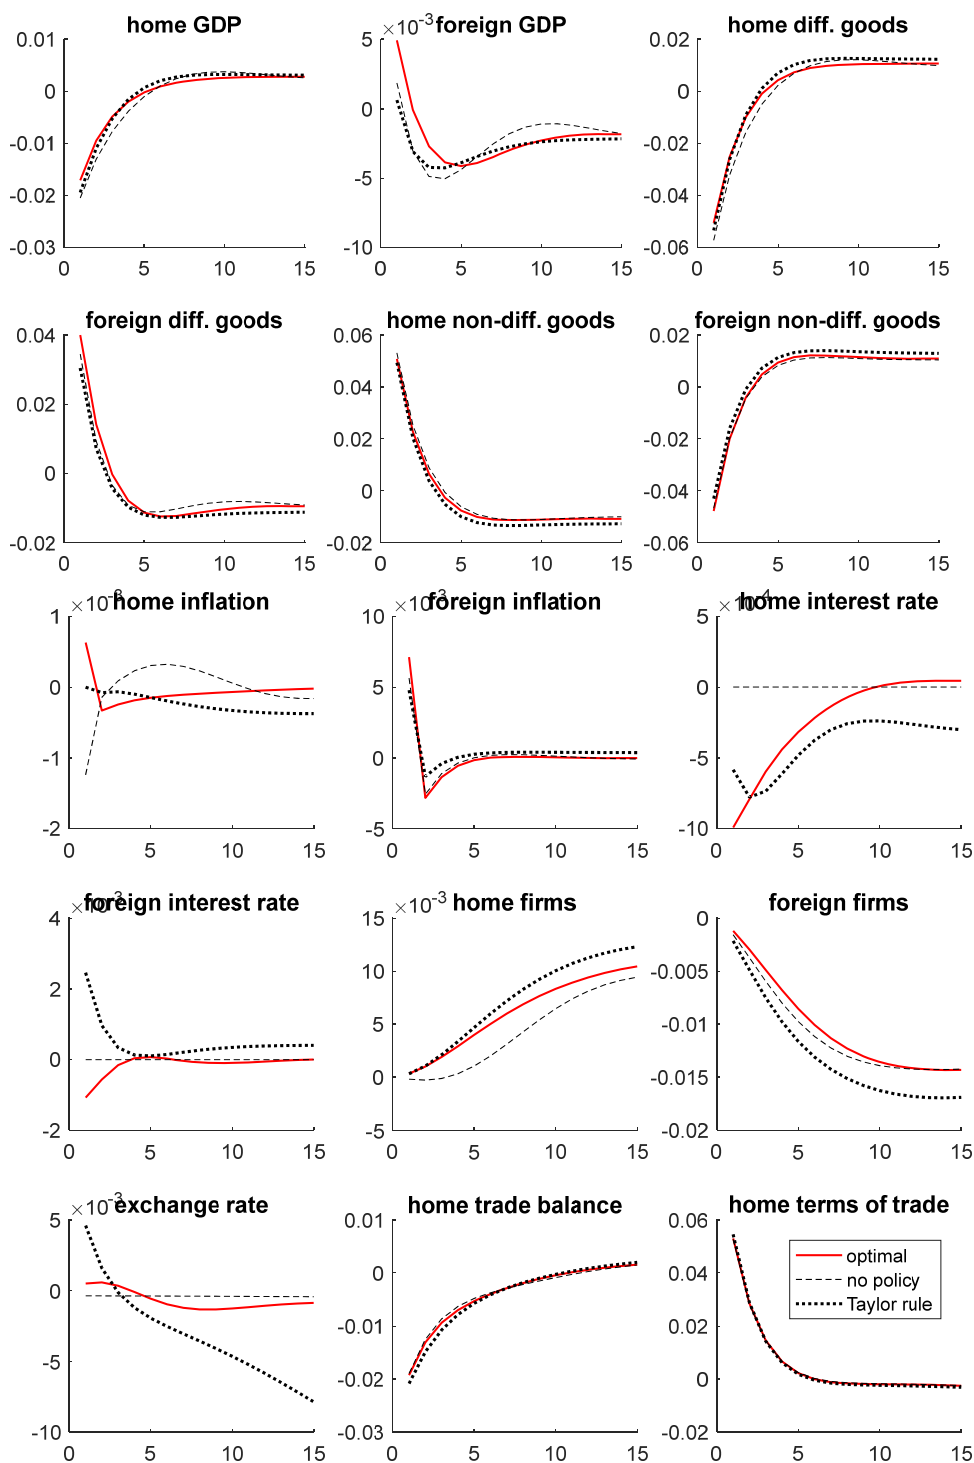 home GDP
0.01
0
-0.01
-0.02
-0.03
0 5 10 15
foreign GDP
×10-3
5
0
-5
-10
0 5 10 15
home diff. goods
0.02
0
-0.02
-0.04
-0.06
0 5 10 15
foreign diff. goods
0.04
0.02
0
-0.02
0 5 10 15
home non-diff. goods
0.06
0.04
0.02
0
-0.02
0 5 10 15
foreign non-diff. goods
0.02
0
-0.02
-0.04
-0.06
0 5 10 15
home inflation
×10-3
1
0
-1
-2
0 5 10 15
foreign inflation
×10-3
10
5
0
-5
0 5 10 15
home interest rate
×10-4
5
0
-5
-10
0 5 10 15
foreign interest rate
×10-3
4
2
0
-2
0 5 10 15
home firms
×10-3
15
10
5
0
-5
0 5 10 15
foreign firms
0
-0.005
-0.01
-0.015
-0.02
0 5 10 15
exchange rate
×10-3
5
0
-5
-10
0 5 10 15
home trade balance
0.01
0
-0.01
-0.02
-0.03
0 5 10 15
home terms of trade
0.06
0.04
0.02
0
-0.02
0 5 10 15
optimal
no policy
Taylor rule